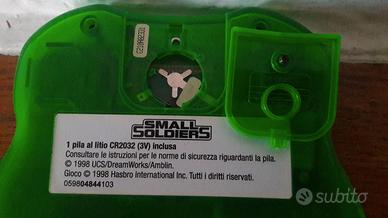 SMALL
SOLDIERS
1 pila al litio CR2032 (3V) inclusa
Consultare le istruzioni per le norme di sicurezza riguardanti la pila.
© 1998 UCS/DreamWorks/Amblin.
Gioco © 1998 Hasbro International Inc. Tutti i diritti riservati.
059804844103
subito